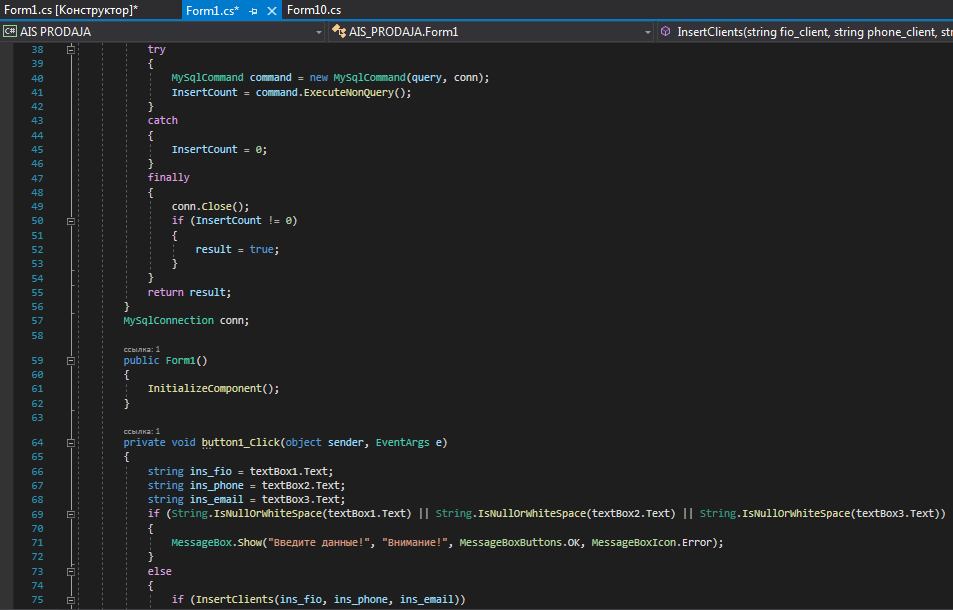 Form1.cs [Конструктор]* Form1.cs* Form10.cs
C# AIS PRODAJA AIS_PRODAJA.Form1 InsertClients(string fio_client, string phone_client, str
38 try
39 {
40 MySqlCommand command = new MySqlCommand(query, conn);
41 InsertCount = command.ExecuteNonQuery();
42 }
43 catch
44 {
45 InsertCount = 0;
46 }
47 finally
48 {
49 conn.Close();
50 if (InsertCount != 0)
51 {
52 result = true;
53 }
54 }
55 return result;
56 }
57 MySqlConnection conn;
58
ссылка: 1
59 public Form1()
60 {
61 InitializeComponent();
62 }
63
ссылка: 1
64 private void button1_Click(object sender, EventArgs e)
65 {
66 string ins_fio = textBox1.Text;
67 string ins_phone = textBox2.Text;
68 string ins_email = textBox3.Text;
69 if (String.IsNullOrWhiteSpace(textBox1.Text) || String.IsNullOrWhiteSpace(textBox2.Text) || String.IsNullOrWhiteSpace(textBox3.Text))
70 {
71 MessageBox.Show("Введите данные!", "Внимание!", MessageBoxButtons.OK, MessageBoxIcon.Error);
72 }
73 else
74 {
75 if (InsertClients(ins_fio, ins_phone, ins_email))